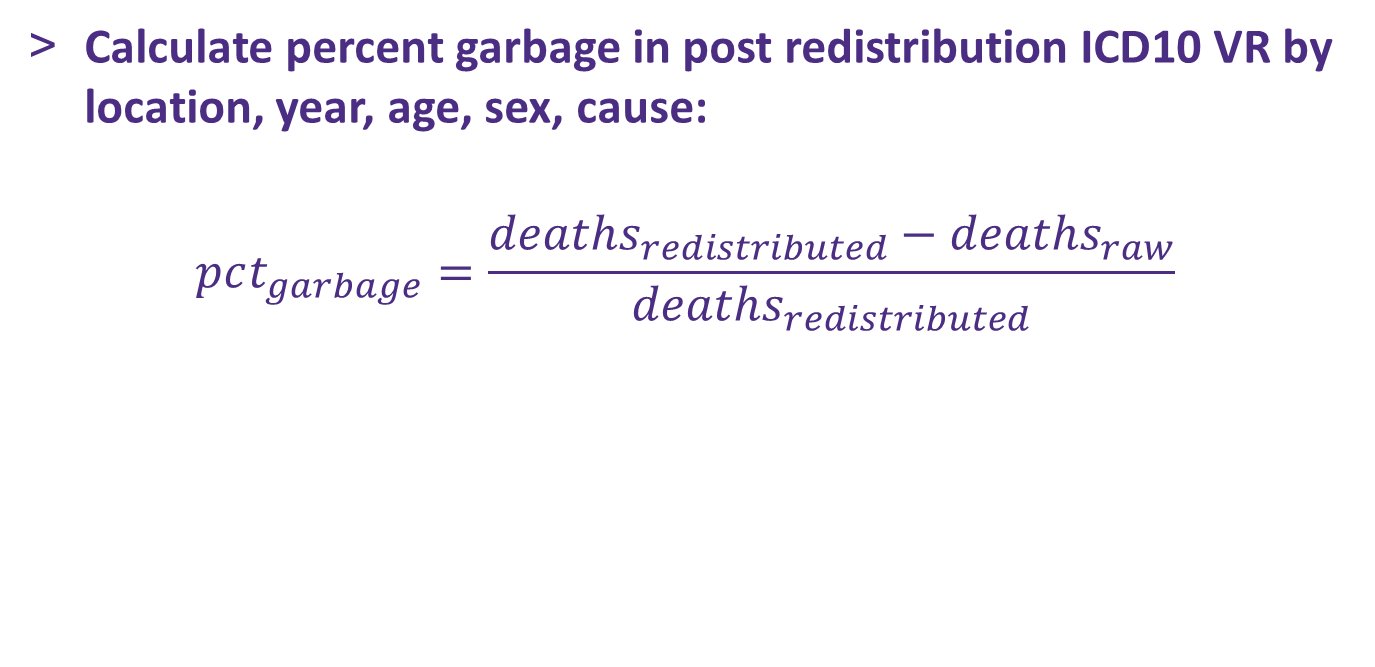 > Calculate percent garbage in post redistribution ICD10 VR by
location, year, age, sex, cause:
deaths_redistributed − deaths_raw
pct_garbage =
deaths_redistributed